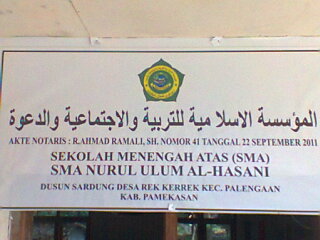 المؤسسة الاسلامية للتربية والاجتماعية والدعوة
AKTE NOTARIS : R.AHMAD RAMALI, SH. NOMOR 41 TANGGAL 22 SEPTEMBER 2011
SEKOLAH MENENGAH ATAS (SMA)
SMA NURUL ULUM AL-HASANI
DUSUN SARDUNG DESA REK KERREK KEC. PALENGAAN
KAB. PAMEKASAN